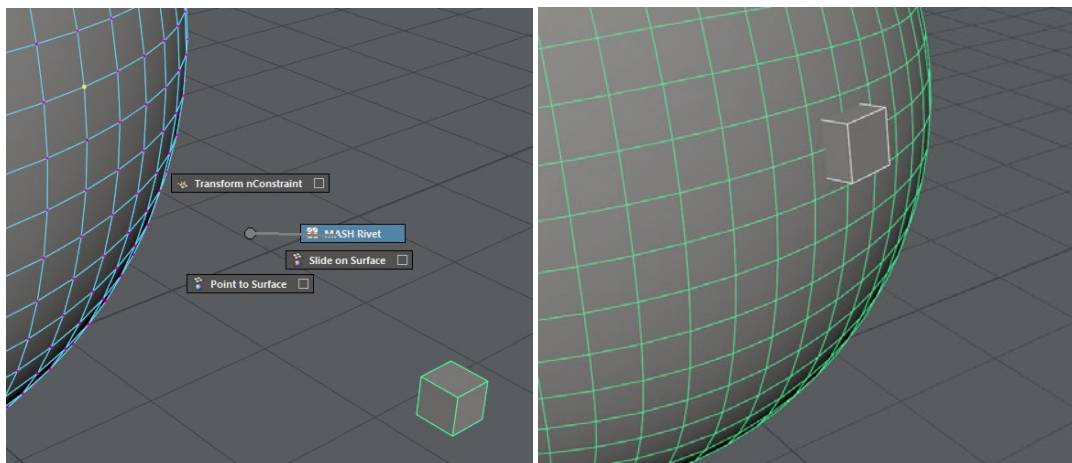 Transform nConstraint
MASH Rivet
Slide on Surface
Point to Surface